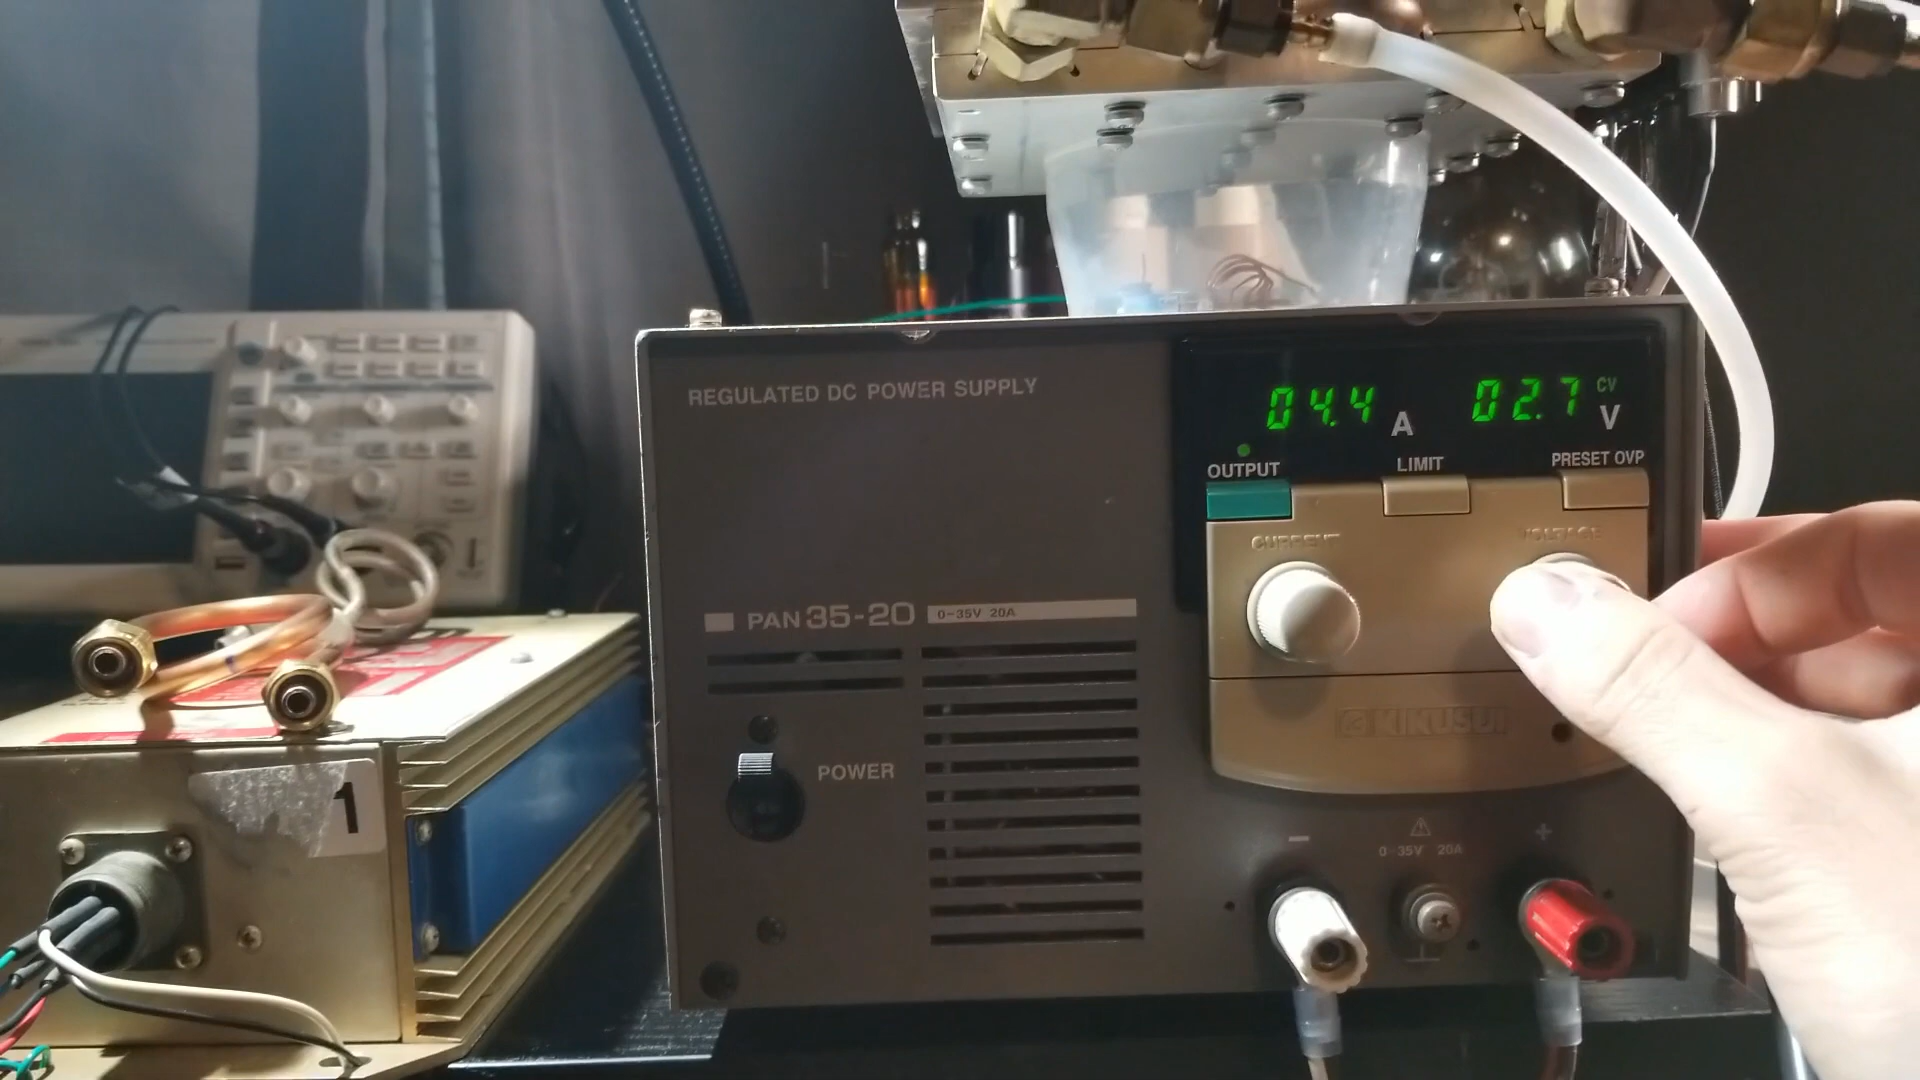 REGULATED DC POWER SUPPLY
04.4 A
02.7 CV V
OUTPUT
LIMIT
PRESET OVP
CURRENT
VOLTAGE
PAN 35-20 0-35V 20A
KIKUSUI
POWER
1
- +
0-35V 20A